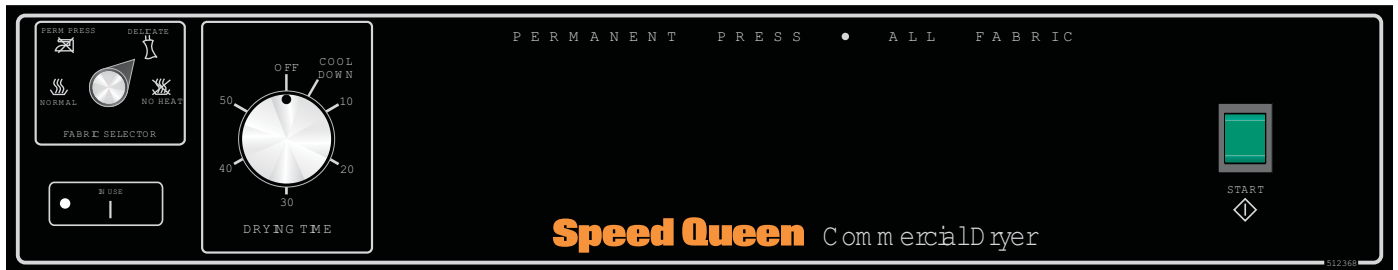 PERM PRESS
DELICATE
NORMAL
NO HEAT
FABRIC SELECTOR
IN USE
OFF
COOL
DOWN
50
10
40
20
30
DRYING TIME
PERMANENT PRESS • ALL FABRIC
Speed Queen Commercial Dryer
START
512368